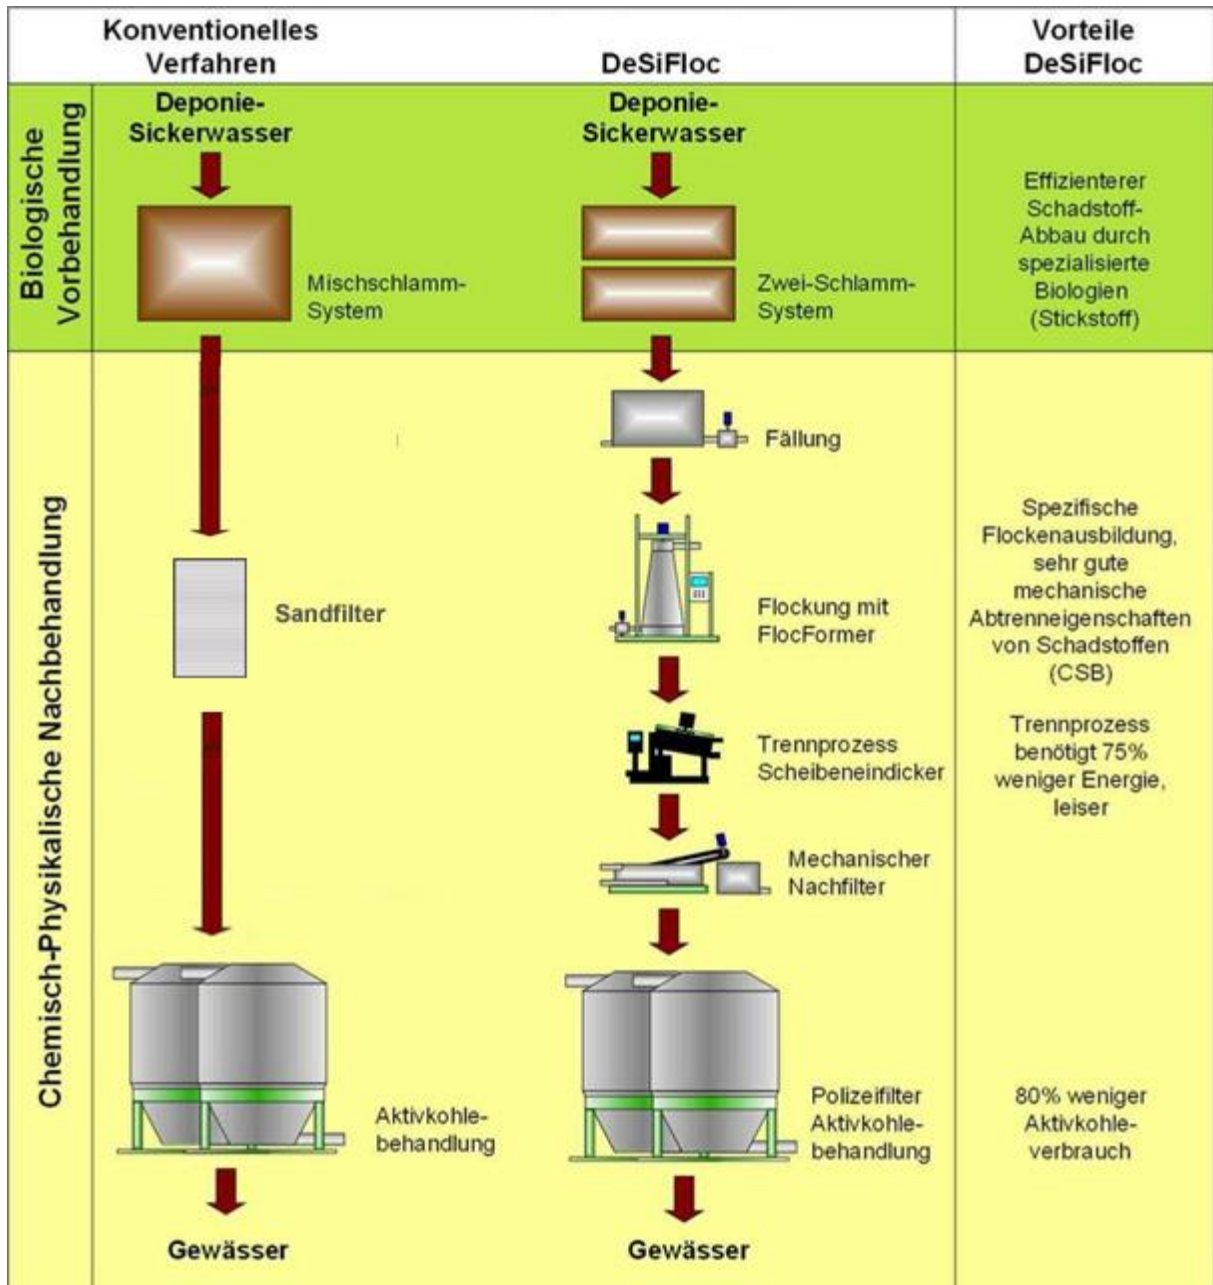 Konventionelles
Verfahren
DeSiFloc
Vorteile
DeSiFloc
Biologische
Vorbehandlung
Deponie-
Sickerwasser
Deponie-
Sickerwasser
Mischschlamm-
System
Zwei-Schlamm-
System
Effizienterer
Schadstoff-
Abbau durch
spezialisierte
Biologien
(Stickstoff)
Chemisch-Physikalische Nachbehandlung
Fällung
Sandfilter
Flockung mit
FlocFormer
Spezifische
Flockenausbildung,
sehr gute
mechanische
Abtrenneigenschaften
von Schadstoffen
(CSB)
Trennprozess
Scheibeneindicker
Trennprozess
benötigt 75%
weniger Energie,
leiser
Mechanischer
Nachfilter
Aktivkohle-
behandlung
Polizeifilter
Aktivkohle-
behandlung
80% weniger
Aktivkohle-
verbrauch
Gewässer
Gewässer